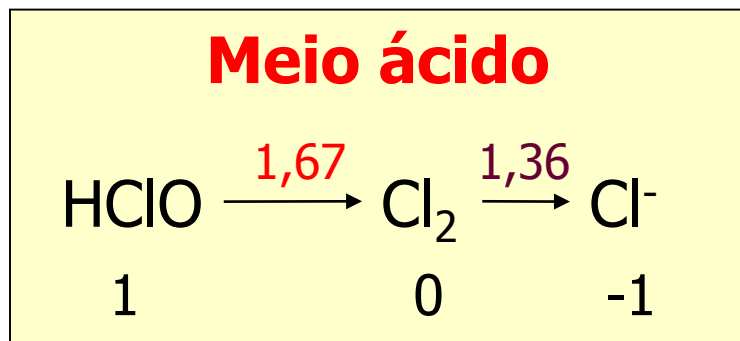 Meio ácido
1,67 1,36
HClO → Cl₂ → Cl⁻
1 0 -1